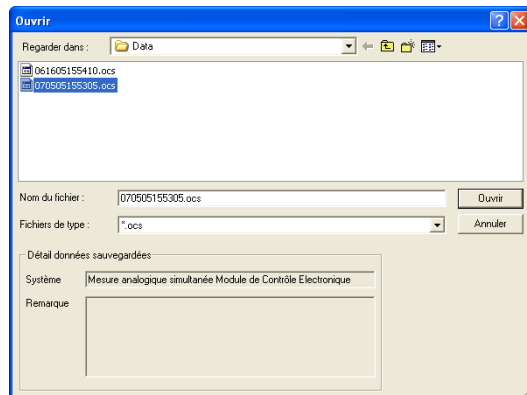 Ouvrir
Regarder dans :
Data
061605155410.ocs
070505155305.ocs
Nom du fichier :
070505155305.ocs
Ouvrir
Fichiers de type :
*.ocs
Annuler
Détail données sauvegardées
Système
Mesure analogique simultanée Module de Contrôle Electronique
Remarque